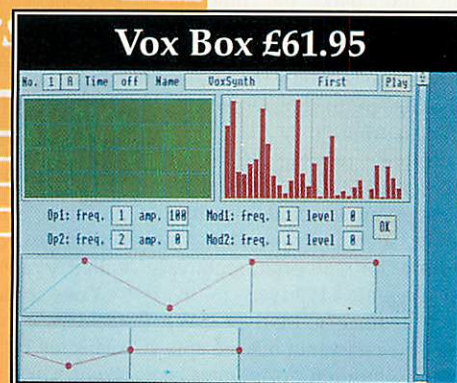 Vox Box £61.95
No. 1 A Time off Name VoxSynth First Play
Op1: freq. 1 amp. 100 Mod1: freq. 1 level 0
Op2: freq. 2 amp. 0 Mod2: freq. 1 level 0
OK